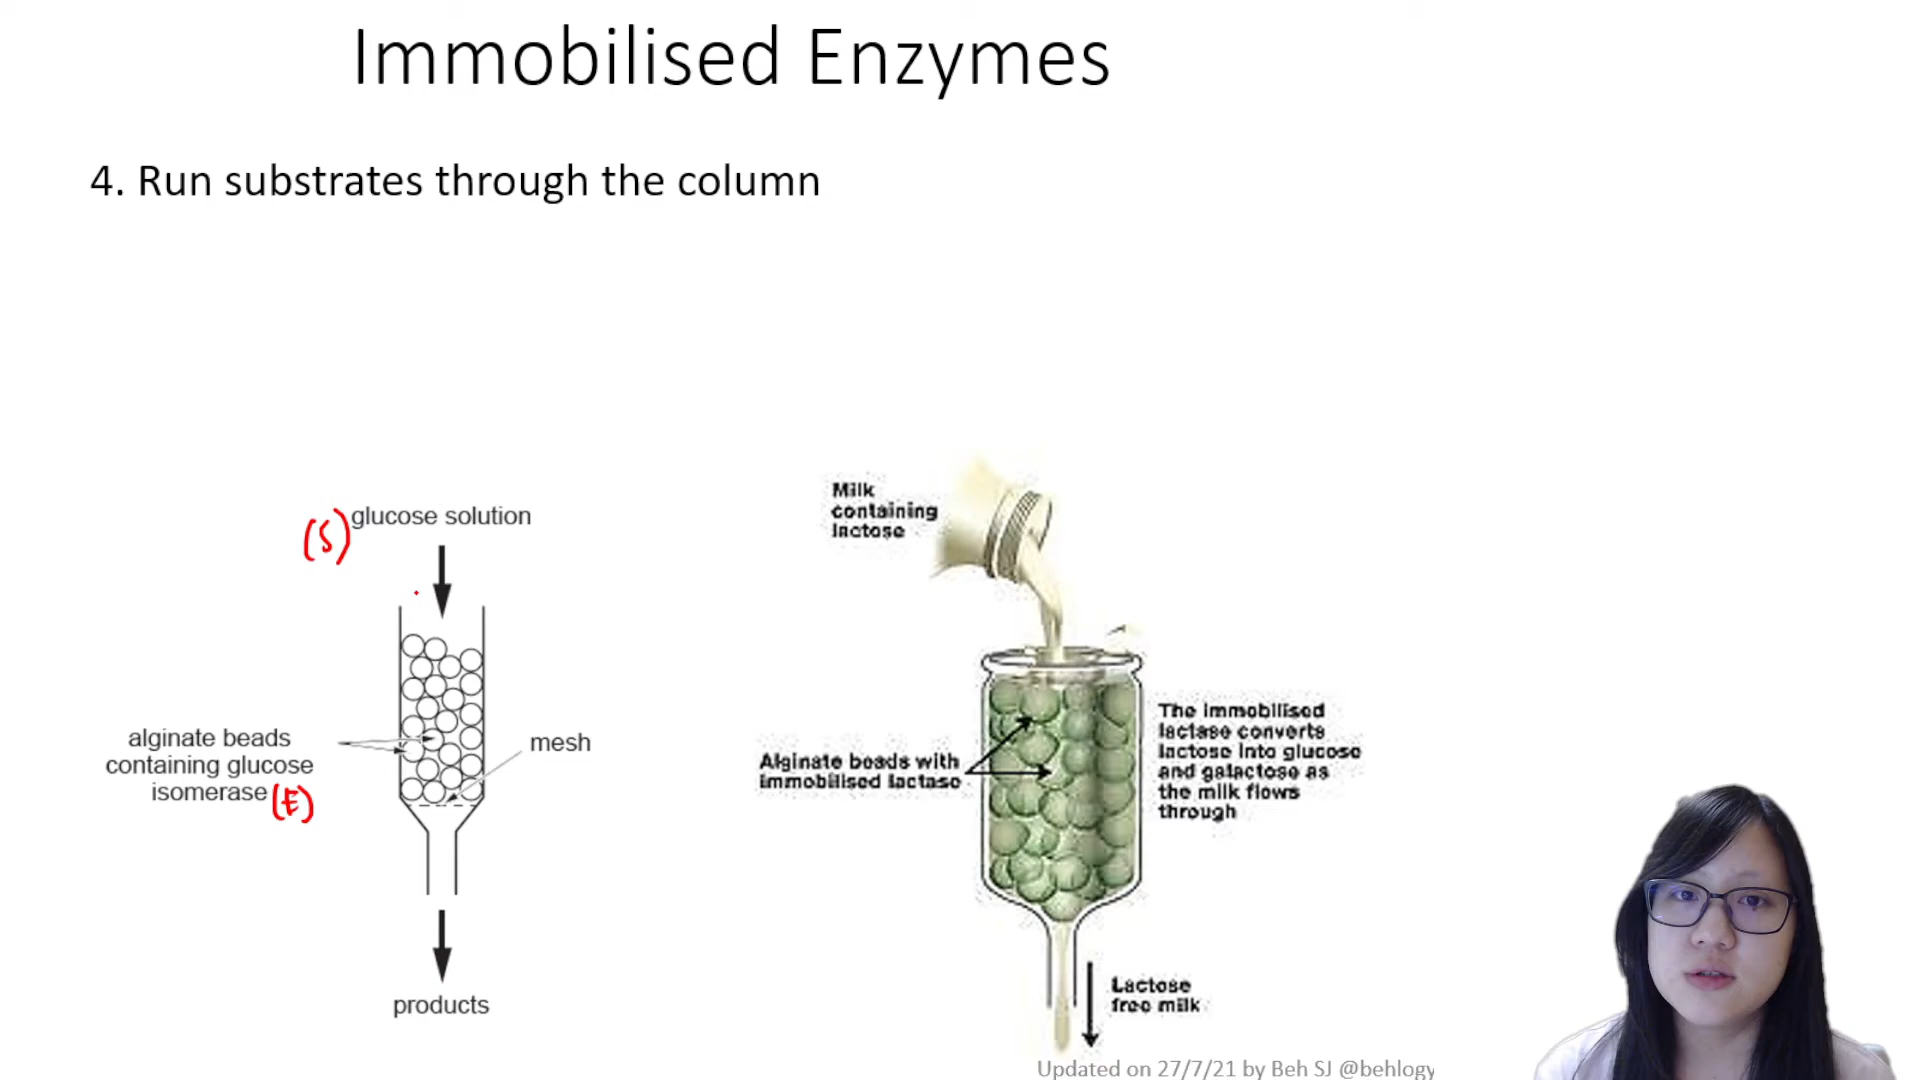 Immobilised Enzymes
4. Run substrates through the column
(S) glucose solution
alginate beads
containing glucose
isomerase (E)
mesh
products
Milk
containing
lactose
Alginate beads with
immobilised lactase
The immobilised
lactase converts
lactose into glucose
and galactose as
the milk flows
through
Lactose
free milk
Updated on 27/7/21 by Beh SJ @behlogy